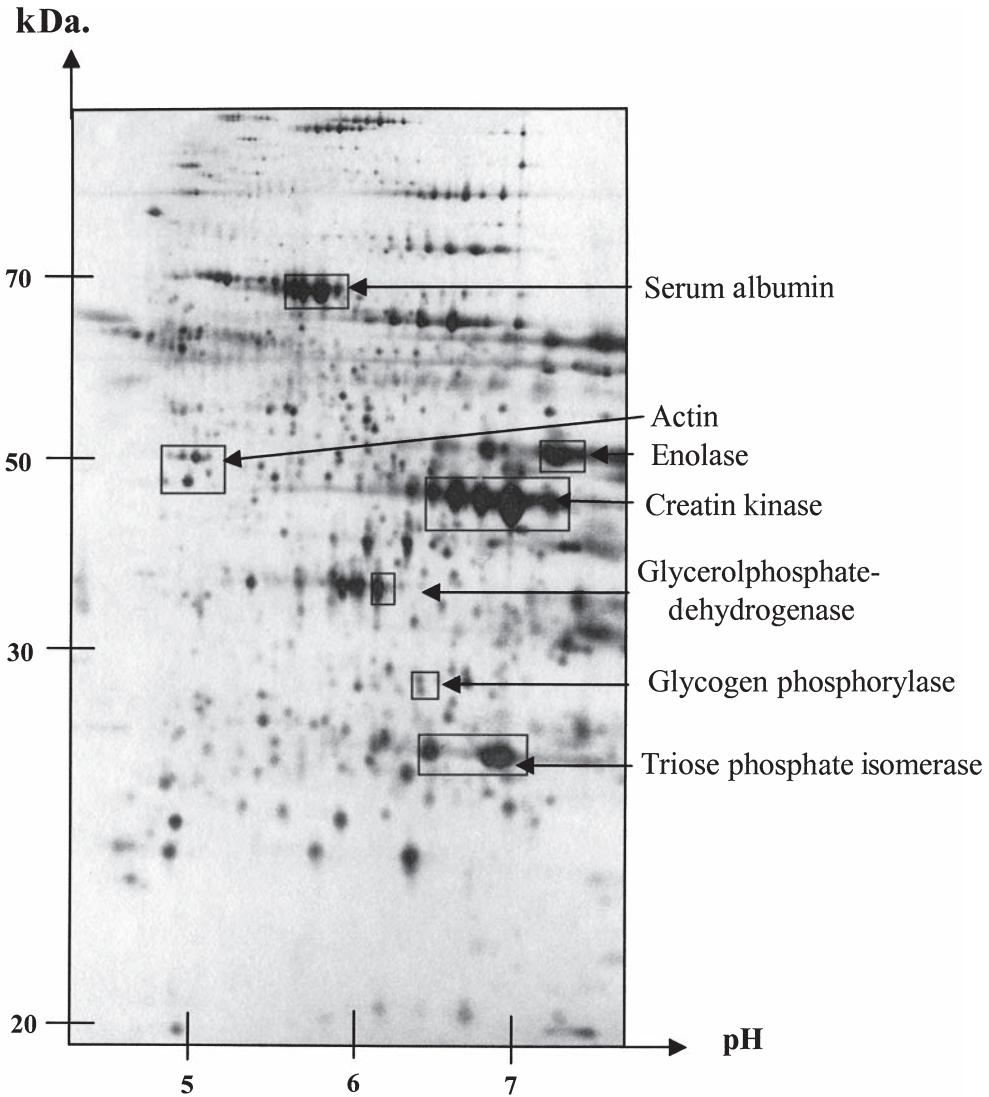 kDa.
70
Serum albumin
Actin
50
Enolase
Creatin kinase
Glycerolphosphate-
dehydrogenase
30
Glycogen phosphorylase
Triose phosphate isomerase
20
pH
5 6 7